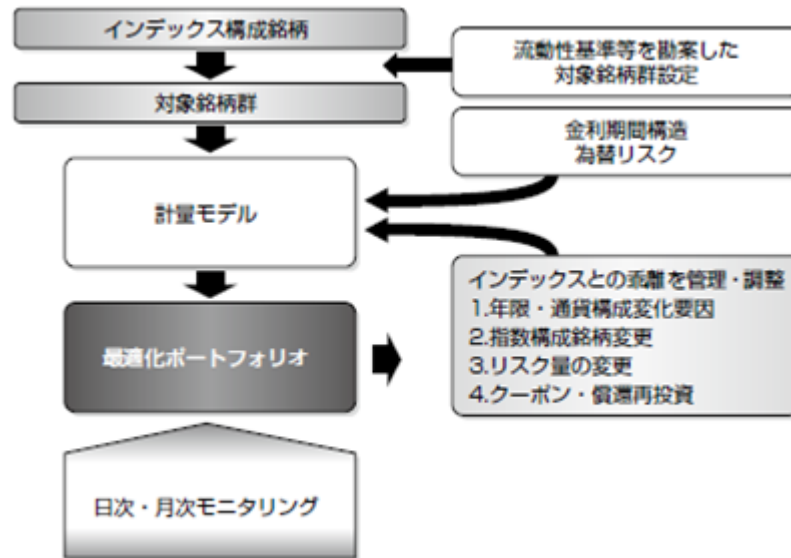 インデックス構成銘柄
流動性基準等を勘案した
対象銘柄群設定
対象銘柄群
金利期間構造
為替リスク
計量モデル
インデックスとの乖離を管理・調整
1.年限・通貨構成変化要因
2.指数構成銘柄変更
3.リスク量の変更
4.クーポン・償還再投資
最適化ポートフォリオ
日次・月次モニタリング